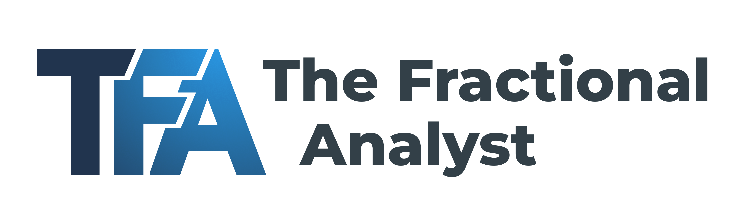 TFA
The Fractional
Analyst